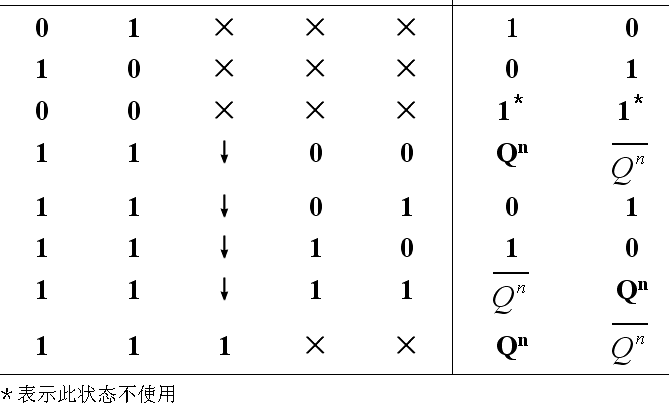 0 1 × × × 1 0
1 0 × × × 0 1
0 0 × × × 1* 1*
1 1 ↓ 0 0 Qⁿ Q̅ⁿ̅
1 1 ↓ 0 1 0 1
1 1 ↓ 1 0 1 0
1 1 ↓ 1 1 Q̅ⁿ̅ Qⁿ
1 1 1 × × Qⁿ Q̅ⁿ̅
*表示此状态不使用